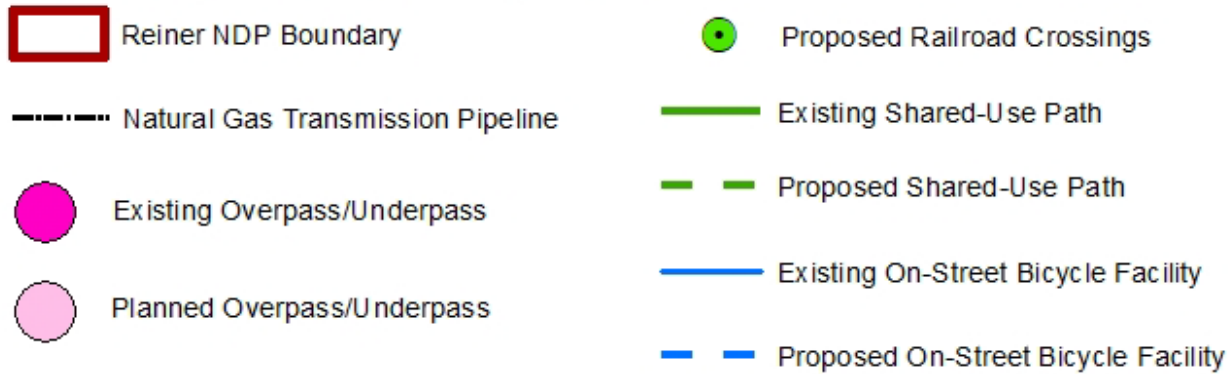 Reiner NDP Boundary
Natural Gas Transmission Pipeline
Existing Overpass/Underpass
Planned Overpass/Underpass
Proposed Railroad Crossings
Existing Shared-Use Path
Proposed Shared-Use Path
Existing On-Street Bicycle Facility
Proposed On-Street Bicycle Facility